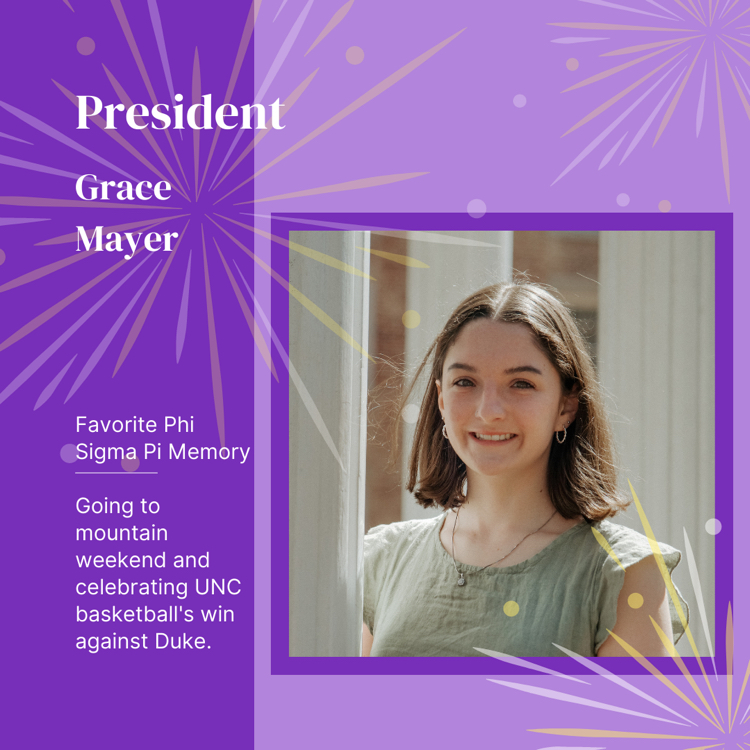 President
Grace
Mayer
Favorite Phi
Sigma Pi Memory
Going to
mountain
weekend and
celebrating UNC
basketball's win
against Duke.